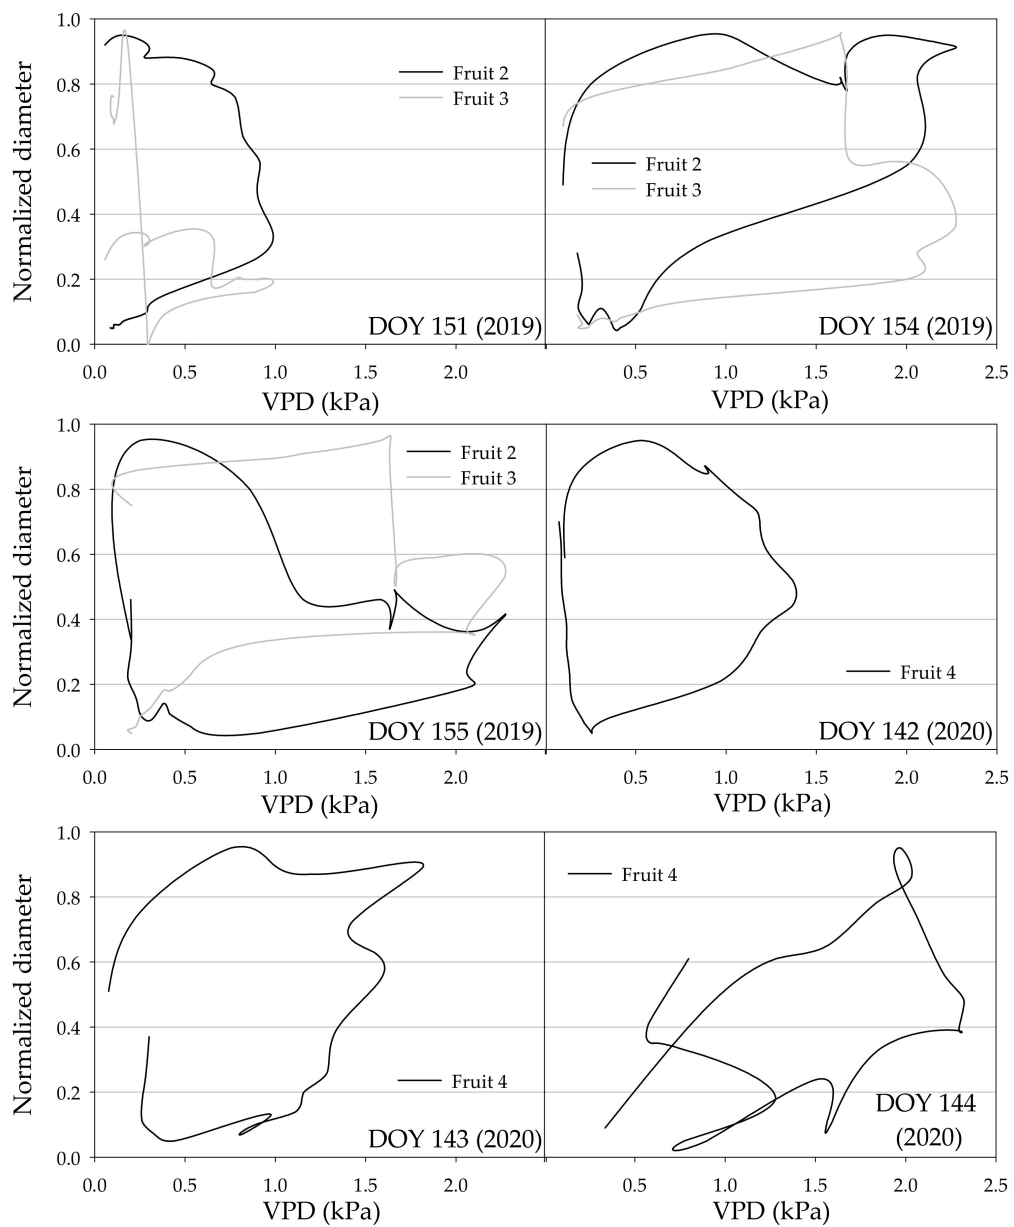 1.0
0.8
0.6
0.4
0.2
0.0
Normalized diameter
Fruit 2
Fruit 3
DOY 151 (2019)
0.0 0.5 1.0 1.5 2.0
VPD (kPa)
Fruit 2
Fruit 3
DOY 154 (2019)
0.5 1.0 1.5 2.0 2.5
VPD (kPa)
1.0
0.8
0.6
0.4
0.2
0.0
Normalized diameter
Fruit 2
Fruit 3
DOY 155 (2019)
0.0 0.5 1.0 1.5 2.0
VPD (kPa)
Fruit 4
DOY 142 (2020)
0.5 1.0 1.5 2.0 2.5
VPD (kPa)
1.0
0.8
0.6
0.4
0.2
0.0
Normalized diameter
Fruit 4
DOY 143 (2020)
0.0 0.5 1.0 1.5 2.0
VPD (kPa)
Fruit 4
DOY 144
(2020)
0.5 1.0 1.5 2.0 2.5
VPD (kPa)